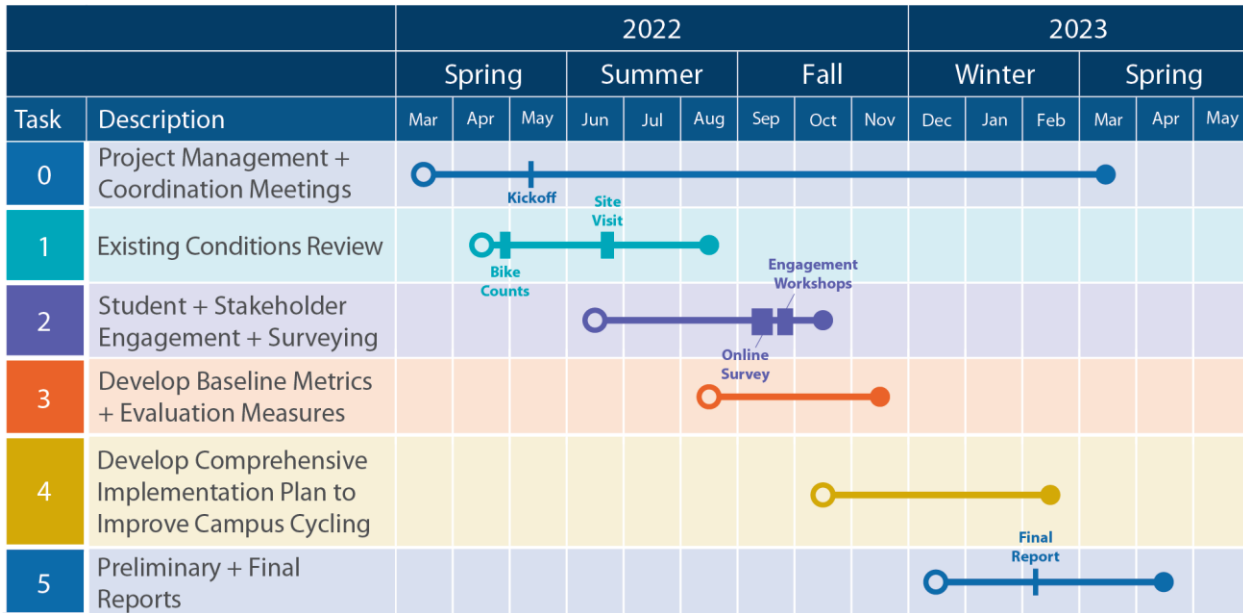 2022 2023
Spring Summer Fall Winter Spring
Task Description Mar Apr May Jun Jul Aug Sep Oct Nov Dec Jan Feb Mar Apr May
0
Project Management +
Coordination Meetings
Kickoff
1
Existing Conditions Review
Site
Visit
Bike
Counts
2
Student + Stakeholder
Engagement + Surveying
Engagement
Workshops
Online
Survey
3
Develop Baseline Metrics
+ Evaluation Measures
4
Develop Comprehensive
Implementation Plan to
Improve Campus Cycling
5
Preliminary + Final
Reports
Final
Report